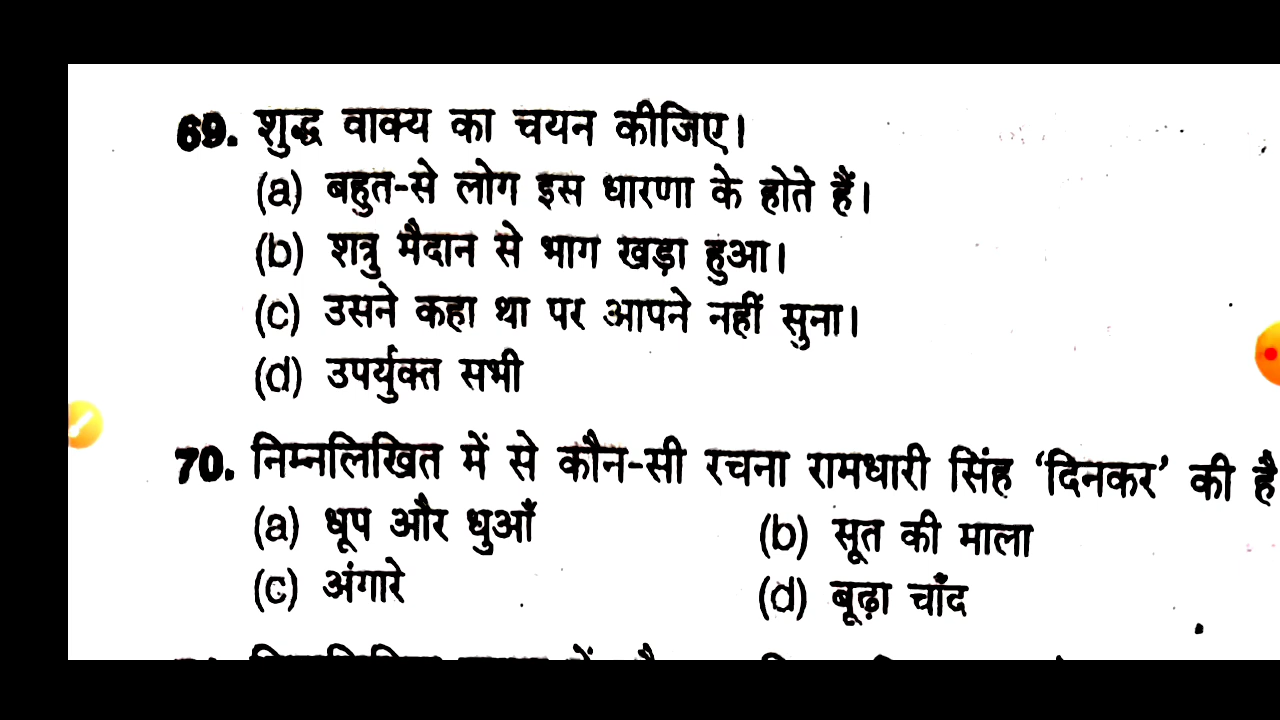 69. शुद्ध वाक्य का चयन कीजिए।
(a) बहुत-से लोग इस धारणा के होते हैं।
(b) शत्रु मैदान से भाग खड़ा हुआ।
(c) उसने कहा था पर आपने नहीं सुना।
(d) उपर्युक्त सभी
70. निम्नलिखित में से कौन-सी रचना रामधारी सिंह ‘दिनकर’ की है
(a) धूप और धुआँ (b) सूत की माला
(c) अंगारे (d) बूढ़ा चाँद